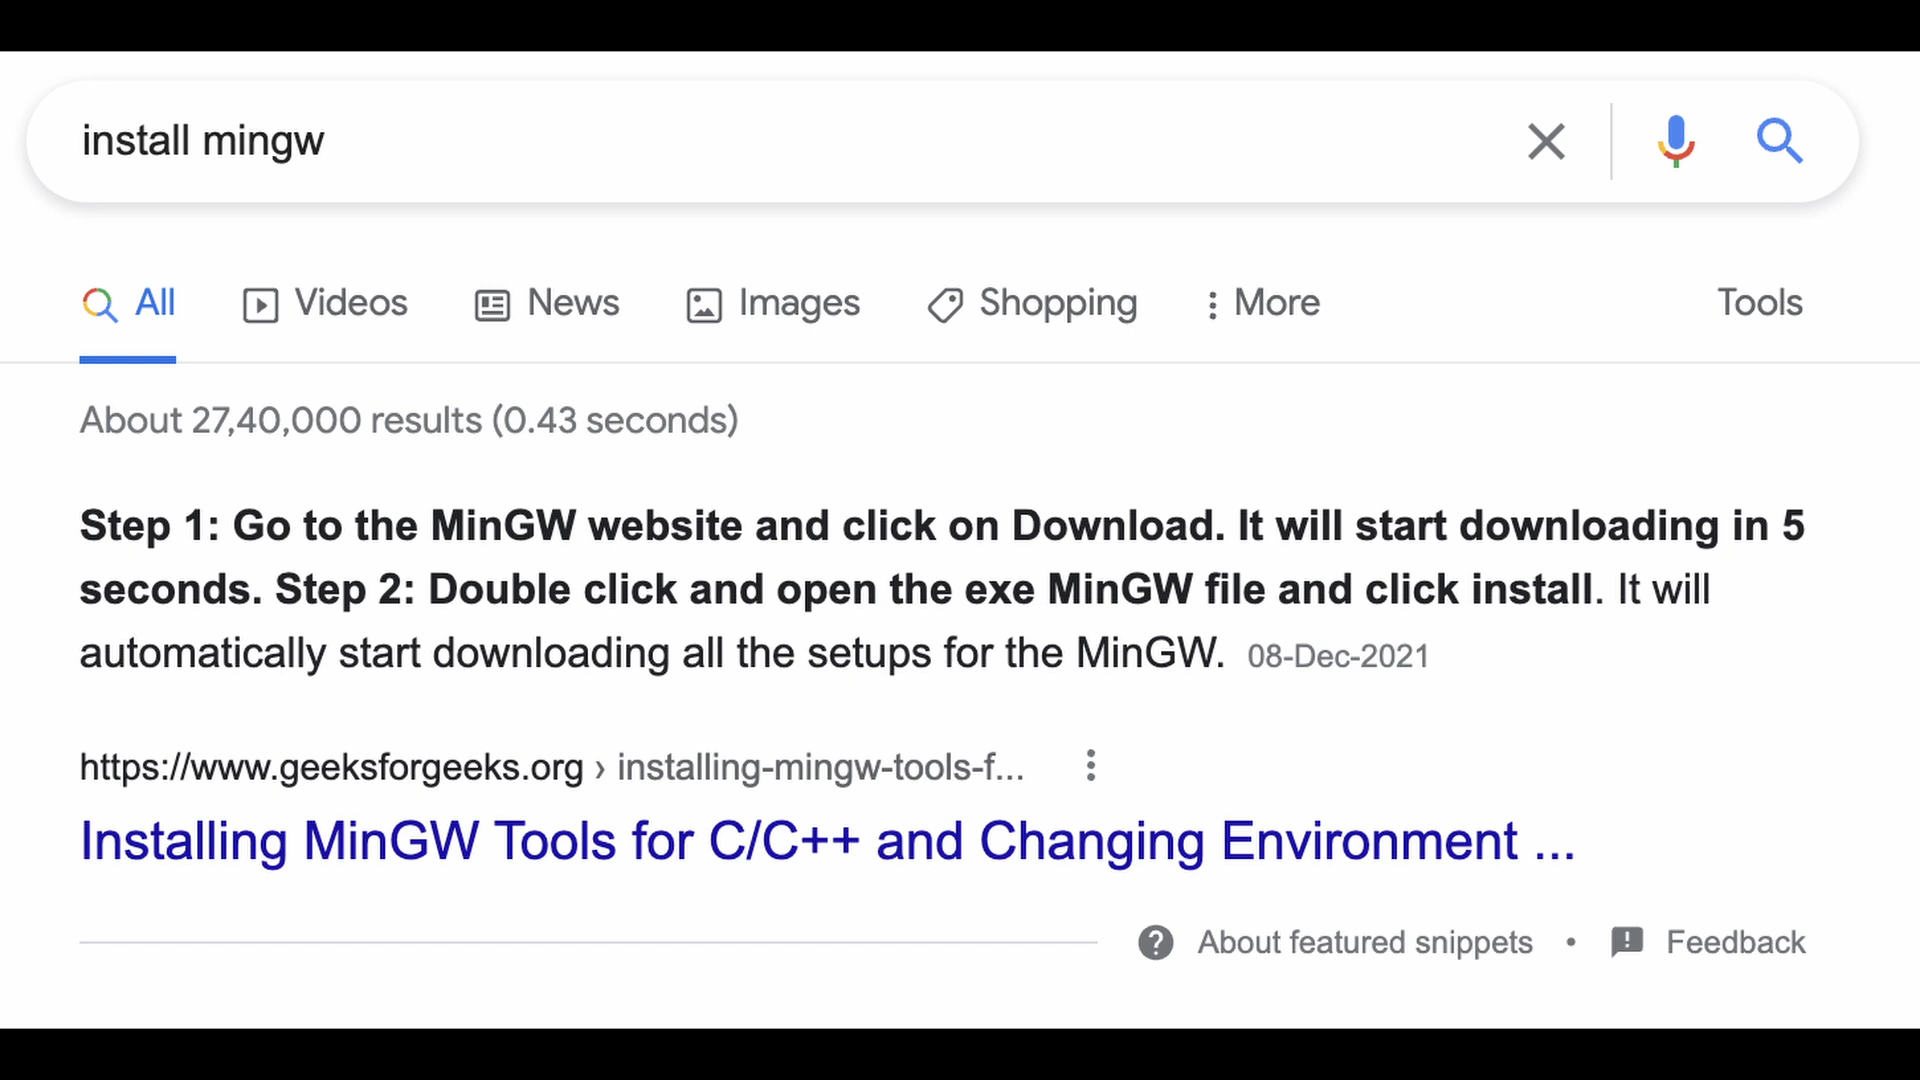 install mingw
All Videos News Images Shopping More Tools
About 27,40,000 results (0.43 seconds)
Step 1: Go to the MinGW website and click on Download. It will start downloading in 5
seconds. Step 2: Double click and open the exe MinGW file and click install. It will
automatically start downloading all the setups for the MinGW. 08-Dec-2021
https://www.geeksforgeeks.org › installing-mingw-tools-f...
Installing MinGW Tools for C/C++ and Changing Environment ...
About featured snippets • Feedback